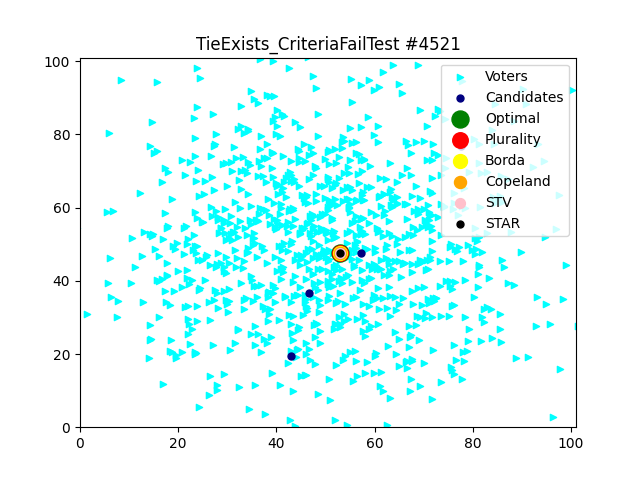 TieExists_CriteriaFailTest #4521
100
80
60
40
20
0
0
20
40
60
80
100
Voters
Candidates
Optimal
Plurality
Borda
Copeland
STV
STAR